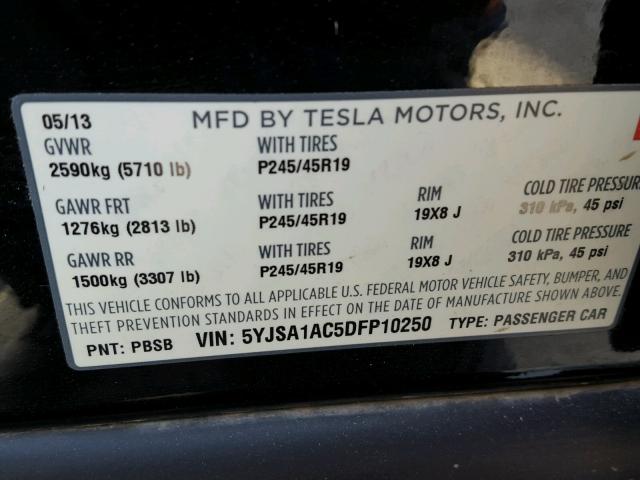 05/13 MFD BY TESLA MOTORS, INC.
GVWR WITH TIRES
2590kg (5710 lb) P245/45R19
GAWR FRT WITH TIRES RIM COLD TIRE PRESSURE
1276kg (2813 lb) P245/45R19 19X8 J 310 kPa, 45 psi
GAWR RR WITH TIRES RIM COLD TIRE PRESSURE
1500kg (3307 lb) P245/45R19 19X8 J 310 kPa, 45 psi
THIS VEHICLE CONFORMS TO ALL APPLICABLE U.S. FEDERAL MOTOR VEHICLE SAFETY, BUMPER, AND
THEFT PREVENTION STANDARDS IN EFFECT ON THE DATE OF MANUFACTURE SHOWN ABOVE.
PNT: PBSB VIN: 5YJSA1AC5DFP10250 TYPE: PASSENGER CAR